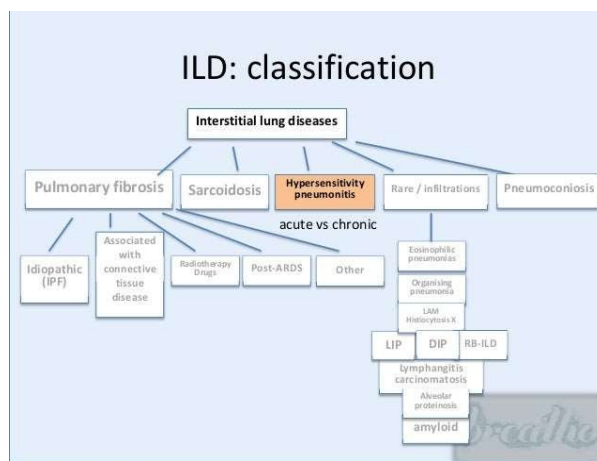 ILD: classification
Interstitial lung diseases
Pulmonary fibrosis
Sarcoidosis
Hypersensitivity
pneumonitis
Rare / infiltrations
Pneumoconiosis
acute vs chronic
Idiopathic
(IPF)
Associated
with
connective
tissue
disease
Radiotherapy
Drugs
Post-ARDS
Other
Eosinophilic
pneumonias
Organising
pneumonia
LAM
Histiocytosis X
LIP
DIP
RB-ILD
Lymphangitis
carcinomatosis
Alveolar
proteinosis
amyloid